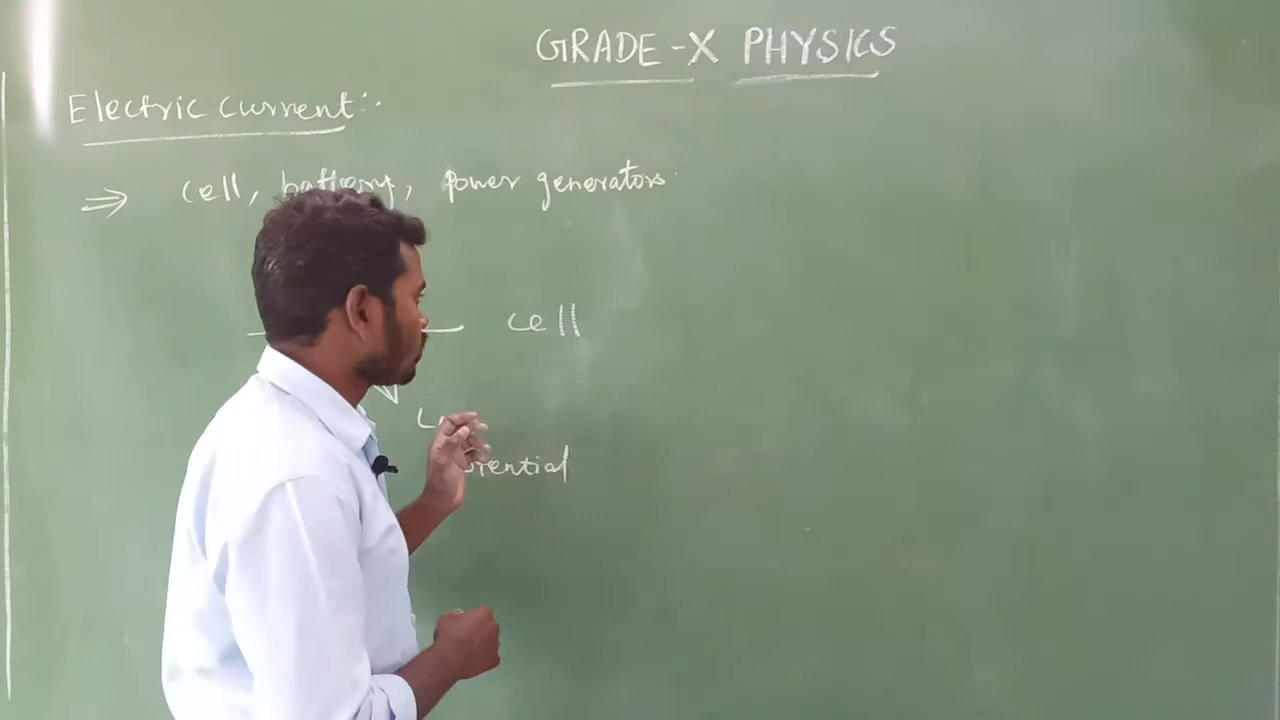 GRADE-X PHYSICS
Electric current:-
⇒ cell, battery, power generators
cell